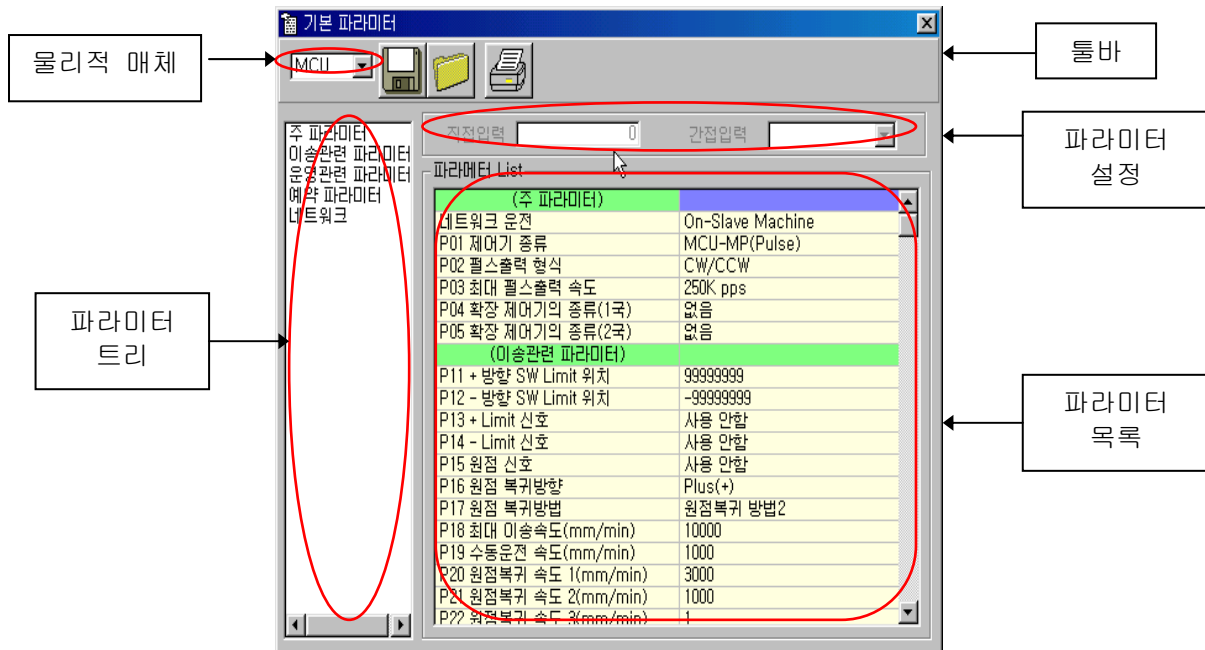 기본 파라미터
물리적 매체
MCU
툴바
직접입력 0 간접입력
파라미터
설정
주 파라미터
이송관련 파라미터
운영관련 파라미터
예약 파라미터
네트워크
파라메터 List
(주 파라미터)
네트워크 운전 On-Slave Machine
P01 제어기 종류 MCU-MP(Pulse)
P02 펄스출력 형식 CW/CCW
P03 최대 펄스출력 속도 250K pps
P04 확장 제어기의 종류(1국) 없음
P05 확장 제어기의 종류(2국) 없음
(이송관련 파라미터)
P11 + 방향 SW Limit 위치 99999999
P12 - 방향 SW Limit 위치 -99999999
P13 + Limit 신호 사용 안함
P14 - Limit 신호 사용 안함
P15 원점 신호 사용 안함
P16 원점 복귀방향 Plus(+)
P17 원점 복귀방법 원점복귀 방법2
P18 최대 이송속도(mm/min) 10000
P19 수동운전 속도(mm/min) 1000
P20 원점복귀 속도 1(mm/min) 3000
P21 원점복귀 속도 2(mm/min) 1000
P22 원점복귀 속도 3(mm/min) 1
파라미터
트리
파라미터
목록